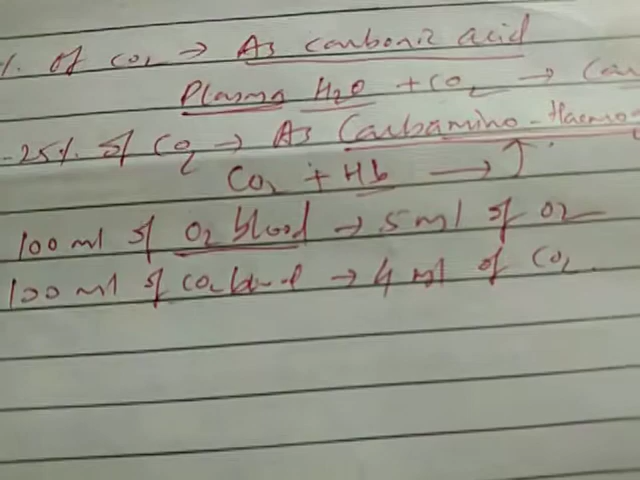 %. Of CO2 → As carbonic acid
Plasma H2O + CO2 → Car
-25%. of CO2 → As Carbamino-Haemo
CO2 + Hb → ↑
100 ml of O2 blood → 5 ml of O2
100 ml of CO2 blood → 4 ml of CO2